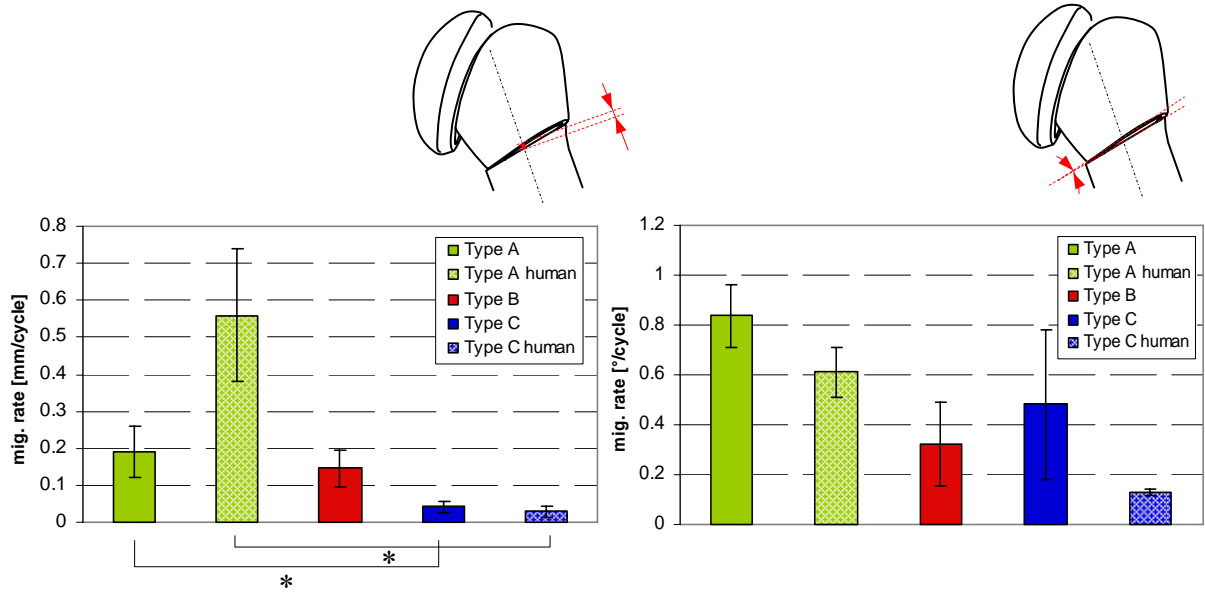 mig. rate [mm/cycle]
0.8
0.7
0.6
0.5
0.4
0.3
0.2
0.1
0
Type A
Type A human
Type B
Type C
Type C human
*
*
mig. rate [°/cycle]
1.2
1
0.8
0.6
0.4
0.2
0
Type A
Type A human
Type B
Type C
Type C human